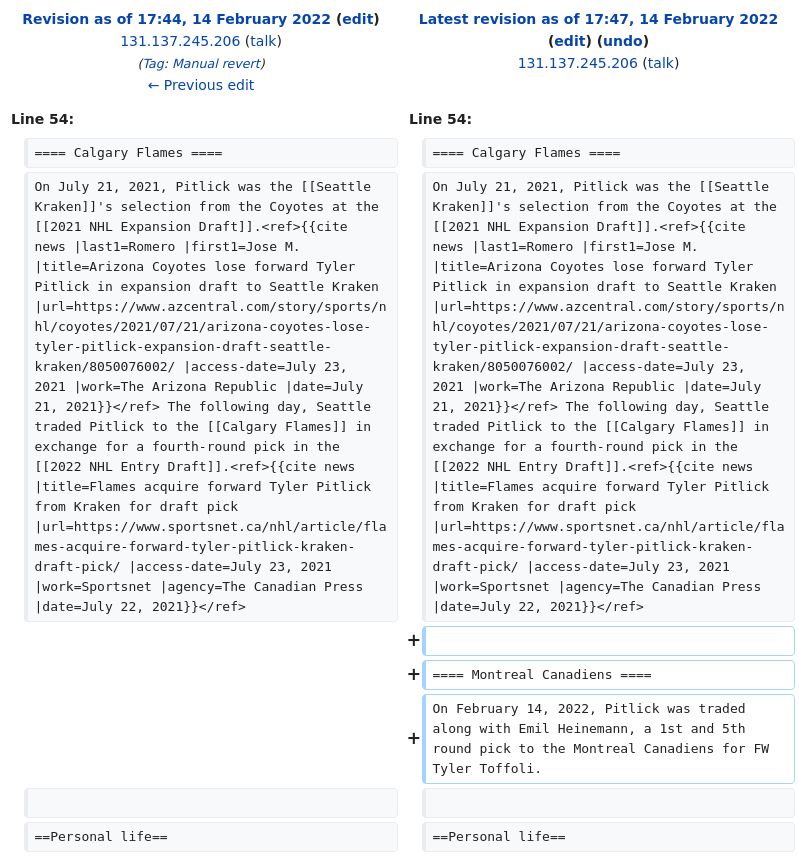 Revision as of 17:44, 14 February 2022 (edit)
131.137.245.206 (talk)
(Tag: Manual revert)
← Previous edit
Latest revision as of 17:47, 14 February 2022
(edit) (undo)
131.137.245.206 (talk)
Line 54:
Line 54:
==== Calgary Flames ====
==== Calgary Flames ====
On July 21, 2021, Pitlick was the [[Seattle
Kraken]]'s selection from the Coyotes at the
[[2021 NHL Expansion Draft]].<ref>{{cite
news |last1=Romero |first1=Jose M.
|title=Arizona Coyotes lose forward Tyler
Pitlick in expansion draft to Seattle Kraken
|url=https://www.azcentral.com/story/sports/n
hl/coyotes/2021/07/21/arizona-coyotes-lose-
tyler-pitlick-expansion-draft-seattle-
kraken/8050076002/ |access-date=July 23,
2021 |work=The Arizona Republic |date=July
21, 2021}}</ref> The following day, Seattle
traded Pitlick to the [[Calgary Flames]] in
exchange for a fourth-round pick in the
[[2022 NHL Entry Draft]].<ref>{{cite news
|title=Flames acquire forward Tyler Pitlick
from Kraken for draft pick
|url=https://www.sportsnet.ca/nhl/article/fla
mes-acquire-forward-tyler-pitlick-kraken-
draft-pick/ |access-date=July 23, 2021
|work=Sportsnet |agency=The Canadian Press
|date=July 22, 2021}}</ref>
On July 21, 2021, Pitlick was the [[Seattle
Kraken]]'s selection from the Coyotes at the
[[2021 NHL Expansion Draft]].<ref>{{cite
news |last1=Romero |first1=Jose M.
|title=Arizona Coyotes lose forward Tyler
Pitlick in expansion draft to Seattle Kraken
|url=https://www.azcentral.com/story/sports/n
hl/coyotes/2021/07/21/arizona-coyotes-lose-
tyler-pitlick-expansion-draft-seattle-
kraken/8050076002/ |access-date=July 23,
2021 |work=The Arizona Republic |date=July
21, 2021}}</ref> The following day, Seattle
traded Pitlick to the [[Calgary Flames]] in
exchange for a fourth-round pick in the
[[2022 NHL Entry Draft]].<ref>{{cite news
|title=Flames acquire forward Tyler Pitlick
from Kraken for draft pick
|url=https://www.sportsnet.ca/nhl/article/fla
mes-acquire-forward-tyler-pitlick-kraken-
draft-pick/ |access-date=July 23, 2021
|work=Sportsnet |agency=The Canadian Press
|date=July 22, 2021}}</ref>
+
+ ==== Montreal Canadiens ====
+ On February 14, 2022, Pitlick was traded
along with Emil Heinemann, a 1st and 5th
round pick to the Montreal Canadiens for FW
Tyler Toffoli.
==Personal life==
==Personal life==